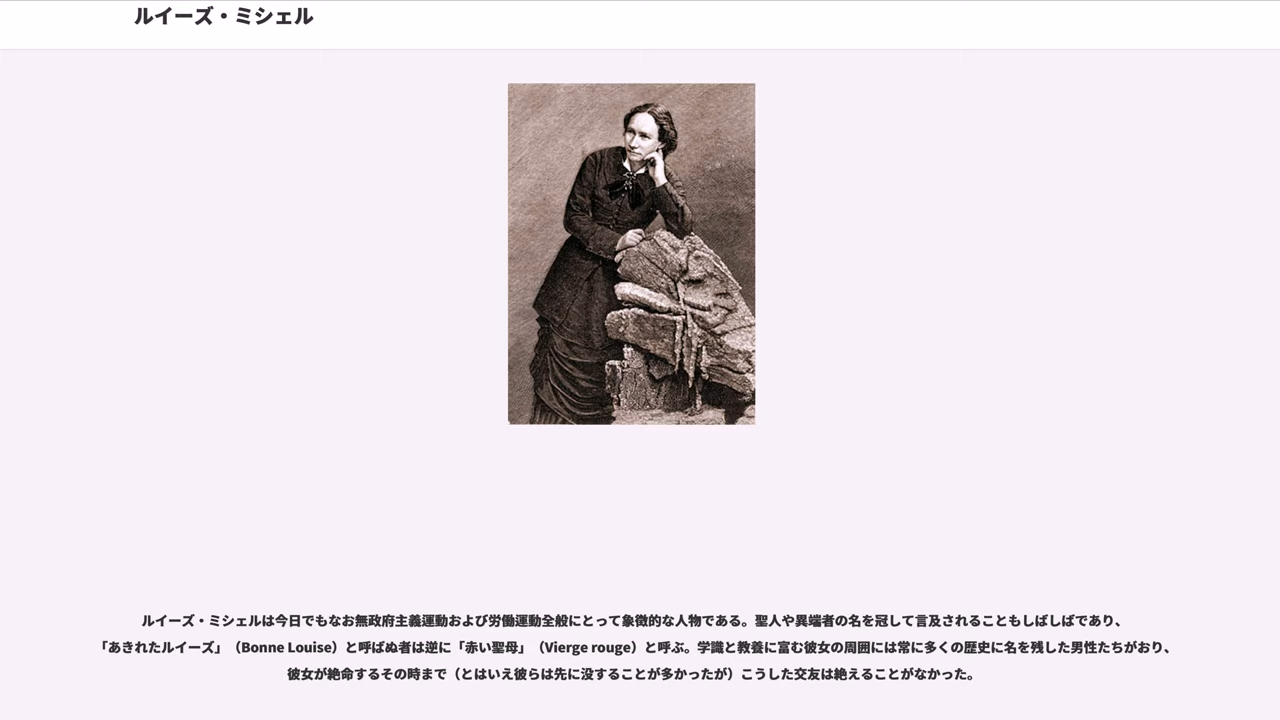 ルイーズ・ミシェル
ルイーズ・ミシェルは今日でもなお無政府主義運動および労働運動全般にとって象徴的な人物である。聖人や異端者の名を冠して言及されることもしばしばであり、
「あきれたルイーズ」（Bonne Louise）と呼ばぬ者は逆に「赤い聖母」（Vierge rouge）と呼ぶ。学識と教養に富む彼女の周囲には常に多くの歴史に名を残した男性たちがおり、
彼女が絶命するその時まで（とはいえ彼らは先に没することが多かったが）こうした交友は絶えることがなかった。